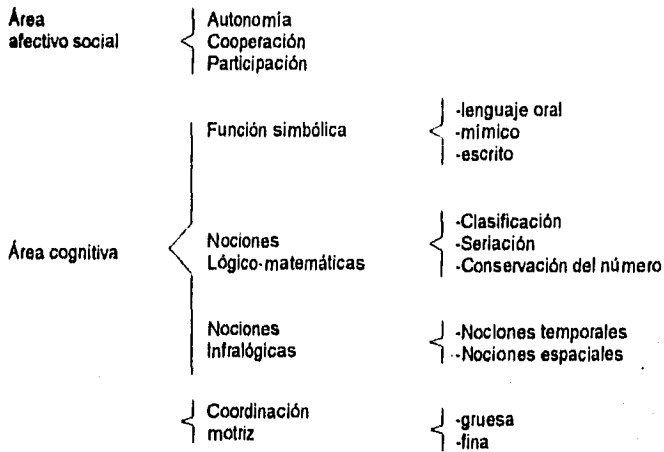 Área
afectivo social
Autonomía
Cooperación
Participación
Función simbólica
-lenguaje oral
-mímico
-escrito
Área cognitiva
Nociones
Lógico-matemáticas
-Clasificación
-Seriación
-Conservación del número
Nociones
Infralógicas
-Nociones temporales
-Nociones espaciales
Coordinación
motriz
-gruesa
-fina